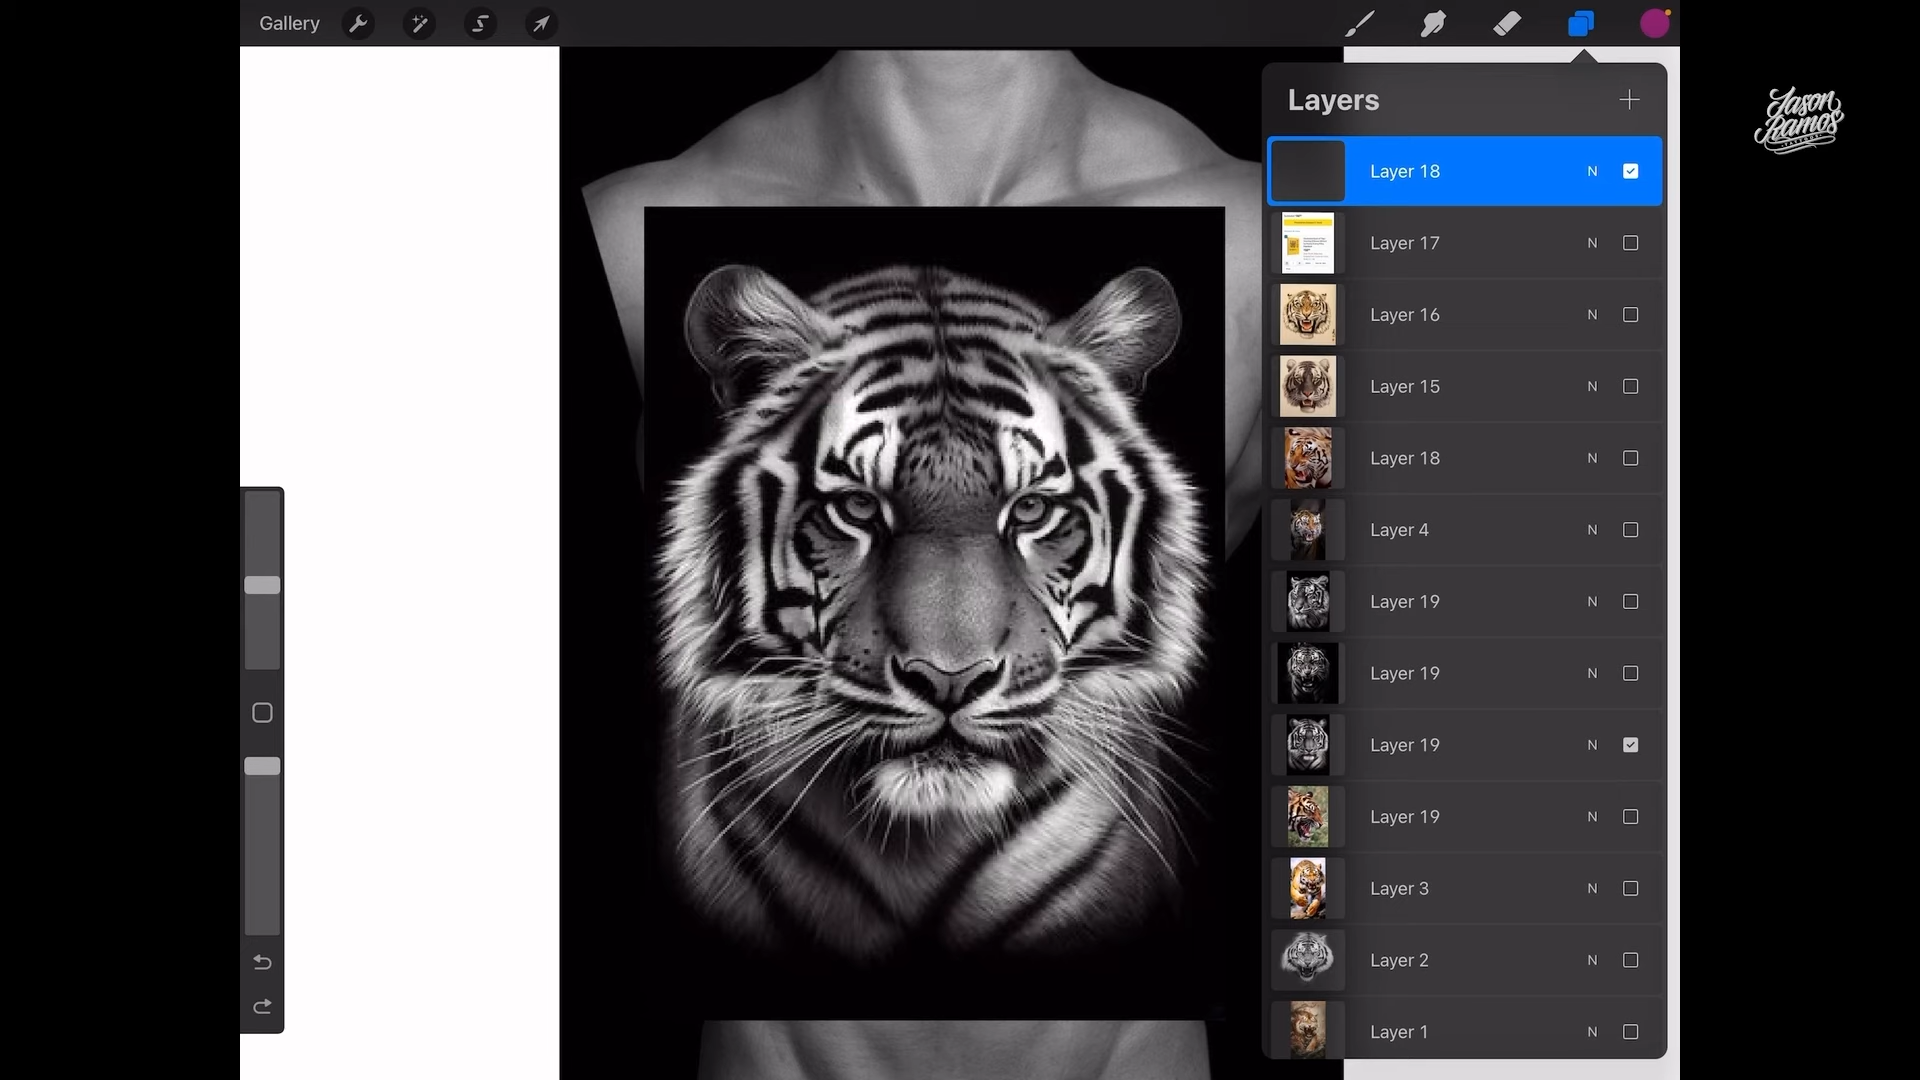 Gallery
Layers
Layer 18 N
Layer 17 N
Layer 16 N
Layer 15 N
Layer 18 N
Layer 4 N
Layer 19 N
Layer 19 N
Layer 19 N
Layer 19 N
Layer 3 N
Layer 2 N
Layer 1 N
Jason
Ramos